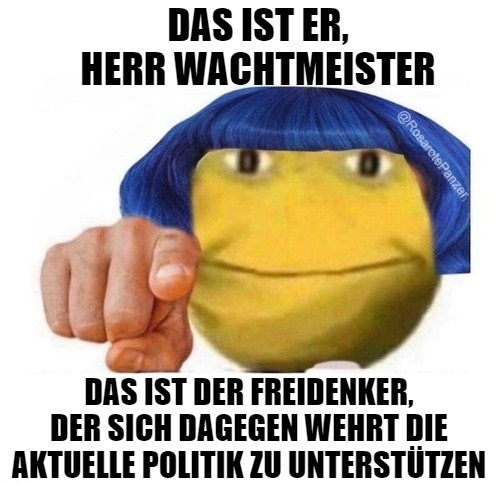 DAS IST ER,
HERR WACHTMEISTER
@RosarotePanzer
DAS IST DER FREIDENKER,
DER SICH DAGEGEN WEHRT DIE
AKTUELLE POLITIK ZU UNTERSTÜTZEN